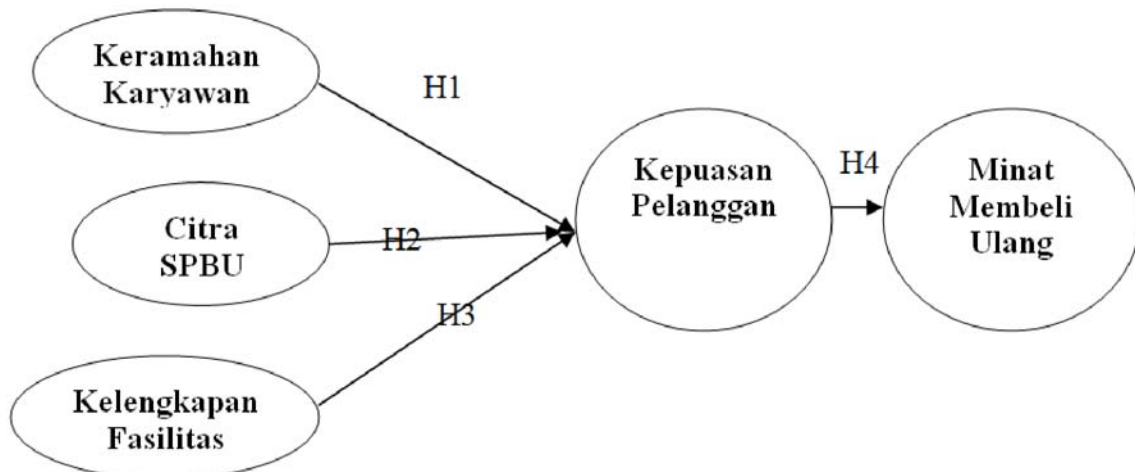 Keramahan
Karyawan
H1
Citra
SPBU
H2
Kelengkapan
Fasilitas
H3
Kepuasan
Pelanggan
H4
Minat
Membeli
Ulang